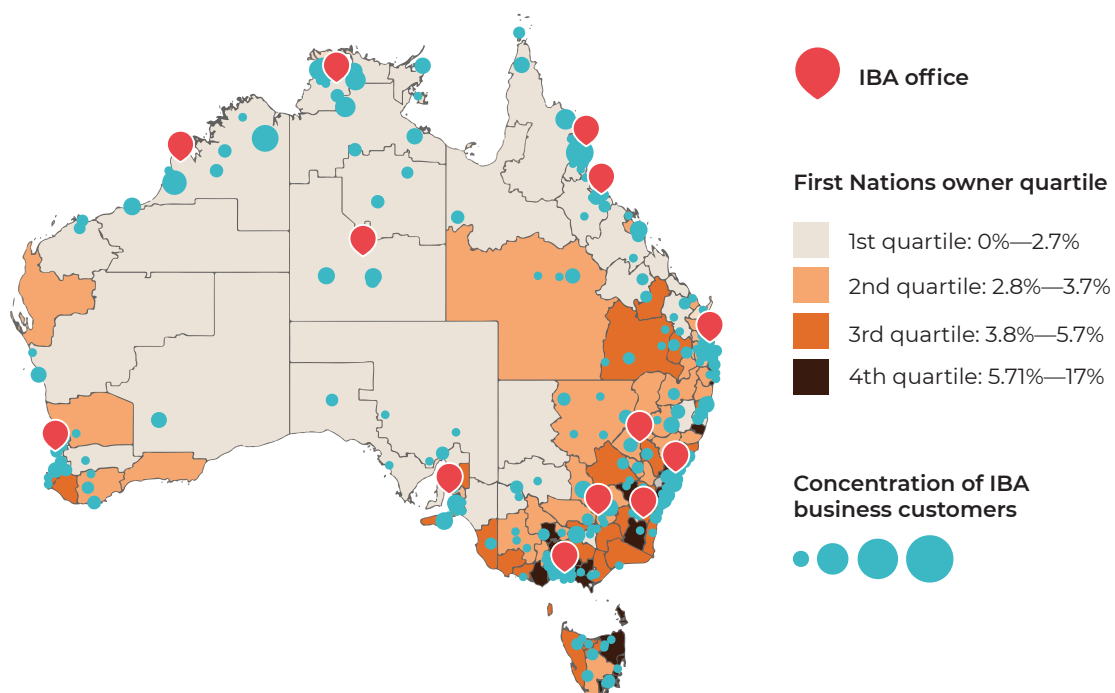 IBA office
First Nations owner quartile
1st quartile: 0%—2.7%
2nd quartile: 2.8%—3.7%
3rd quartile: 3.8%—5.7%
4th quartile: 5.71%—17%
Concentration of IBA
business customers